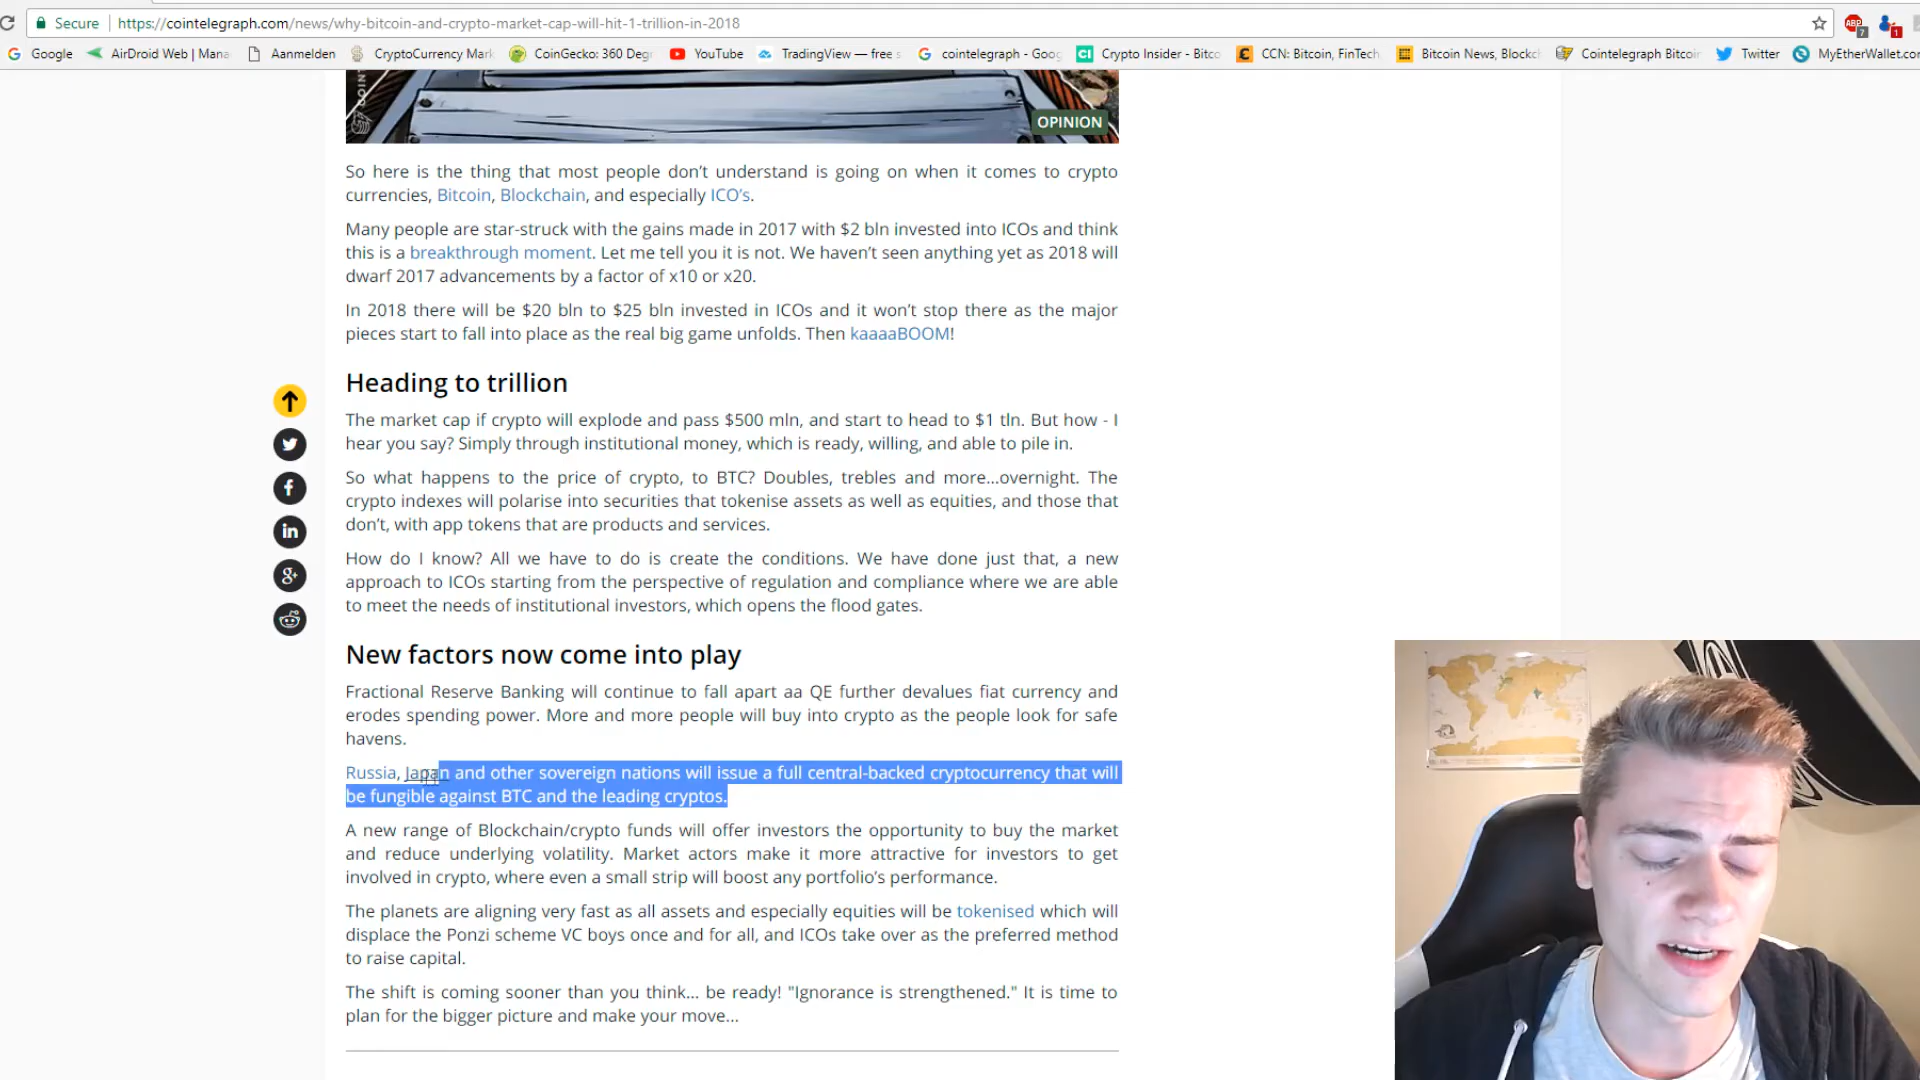 Secure https://cointelegraph.com/news/why-bitcoin-and-crypto-market-cap-will-hit-1-trillion-in-2018
7 1
Google AirDroid Web | Mana Aanmelden CryptoCurrency Mark CoinGecko: 360 Deg YouTube TradingView — free s cointelegraph - Goog Crypto Insider - Bitco CCN: Bitcoin, FinTech Bitcoin News, Blockc Cointelegraph Bitcoin Twitter MyEtherWallet.co
OPINION
So here is the thing that most people don’t understand is going on when it comes to crypto
currencies, Bitcoin, Blockchain, and especially ICO’s.
Many people are star-struck with the gains made in 2017 with $2 bln invested into ICOs and think
this is a breakthrough moment. Let me tell you it is not. We haven’t seen anything yet as 2018 will
dwarf 2017 advancements by a factor of x10 or x20.
In 2018 there will be $20 bln to $25 bln invested in ICOs and it won’t stop there as the major
pieces start to fall into place as the real big game unfolds. Then kaaaaBOOM!
Heading to trillion
The market cap if crypto will explode and pass $500 mln, and start to head to $1 tln. But how - I
hear you say? Simply through institutional money, which is ready, willing, and able to pile in.
So what happens to the price of crypto, to BTC? Doubles, trebles and more...overnight. The
crypto indexes will polarise into securities that tokenise assets as well as equities, and those that
don’t, with app tokens that are products and services.
How do I know? All we have to do is create the conditions. We have done just that, a new
approach to ICOs starting from the perspective of regulation and compliance where we are able
to meet the needs of institutional investors, which opens the flood gates.
New factors now come into play
Fractional Reserve Banking will continue to fall apart aa QE further devalues fiat currency and
erodes spending power. More and more people will buy into crypto as the people look for safe
havens.
Russia, Japan and other sovereign nations will issue a full central-backed cryptocurrency that will
be fungible against BTC and the leading cryptos.
A new range of Blockchain/crypto funds will offer investors the opportunity to buy the market
and reduce underlying volatility. Market actors make it more attractive for investors to get
involved in crypto, where even a small strip will boost any portfolio’s performance.
The planets are aligning very fast as all assets and especially equities will be tokenised which will
displace the Ponzi scheme VC boys once and for all, and ICOs take over as the preferred method
to raise capital.
The shift is coming sooner than you think... be ready! "Ignorance is strengthened." It is time to
plan for the bigger picture and make your move...